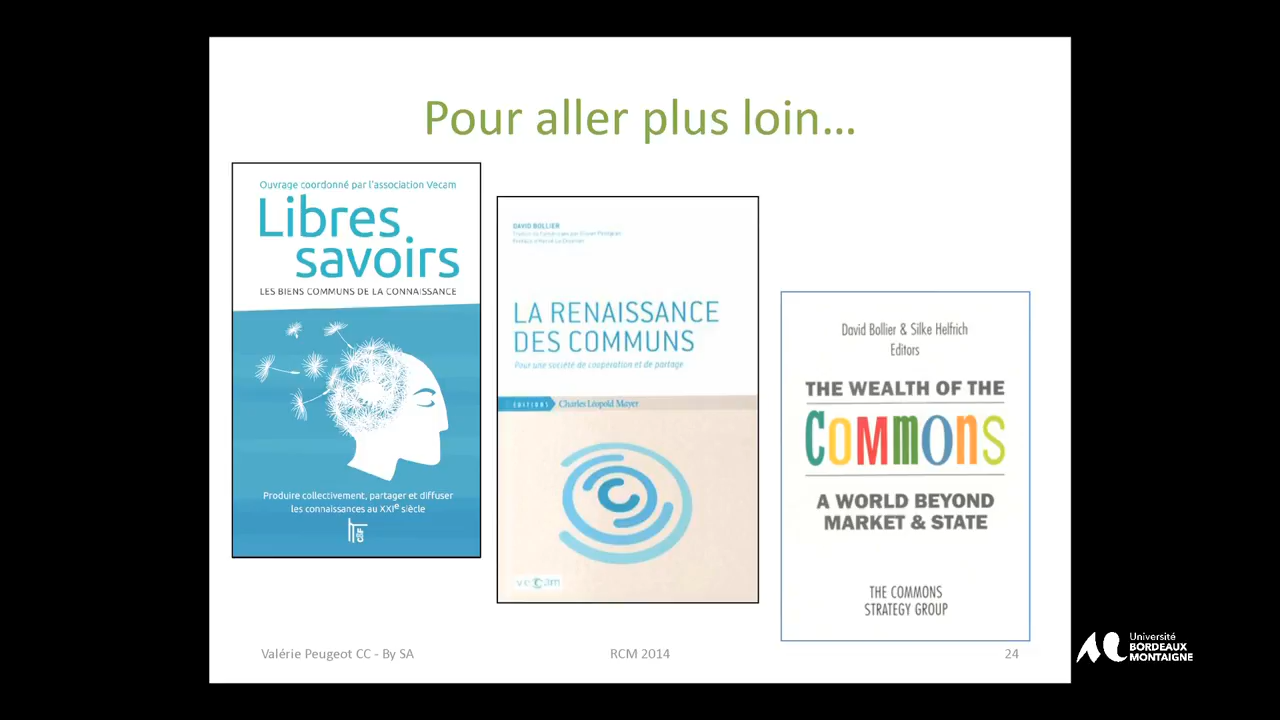 Pour aller plus loin...
Ouvrage coordonné par l'association Vecam
Libres
savoirs
LES BIENS COMMUNS DE LA CONNAISSANCE
Produire collectivement, partager et diffuser
les connaissances au XXIe siècle
C&F
DAVID BOLLIER
LA RENAISSANCE
DES COMMUNS
Pour une société de coopération et de partage
EDITIONS Charles Léopold Mayer
vecam
David Bollier & Silke Helfrich
Editors
THE WEALTH OF THE
COMMONS
A WORLD BEYOND
MARKET & STATE
THE COMMONS
STRATEGY GROUP
Valérie Peugeot CC - By SA
RCM 2014
24
Université
BORDEAUX
MONTAIGNE